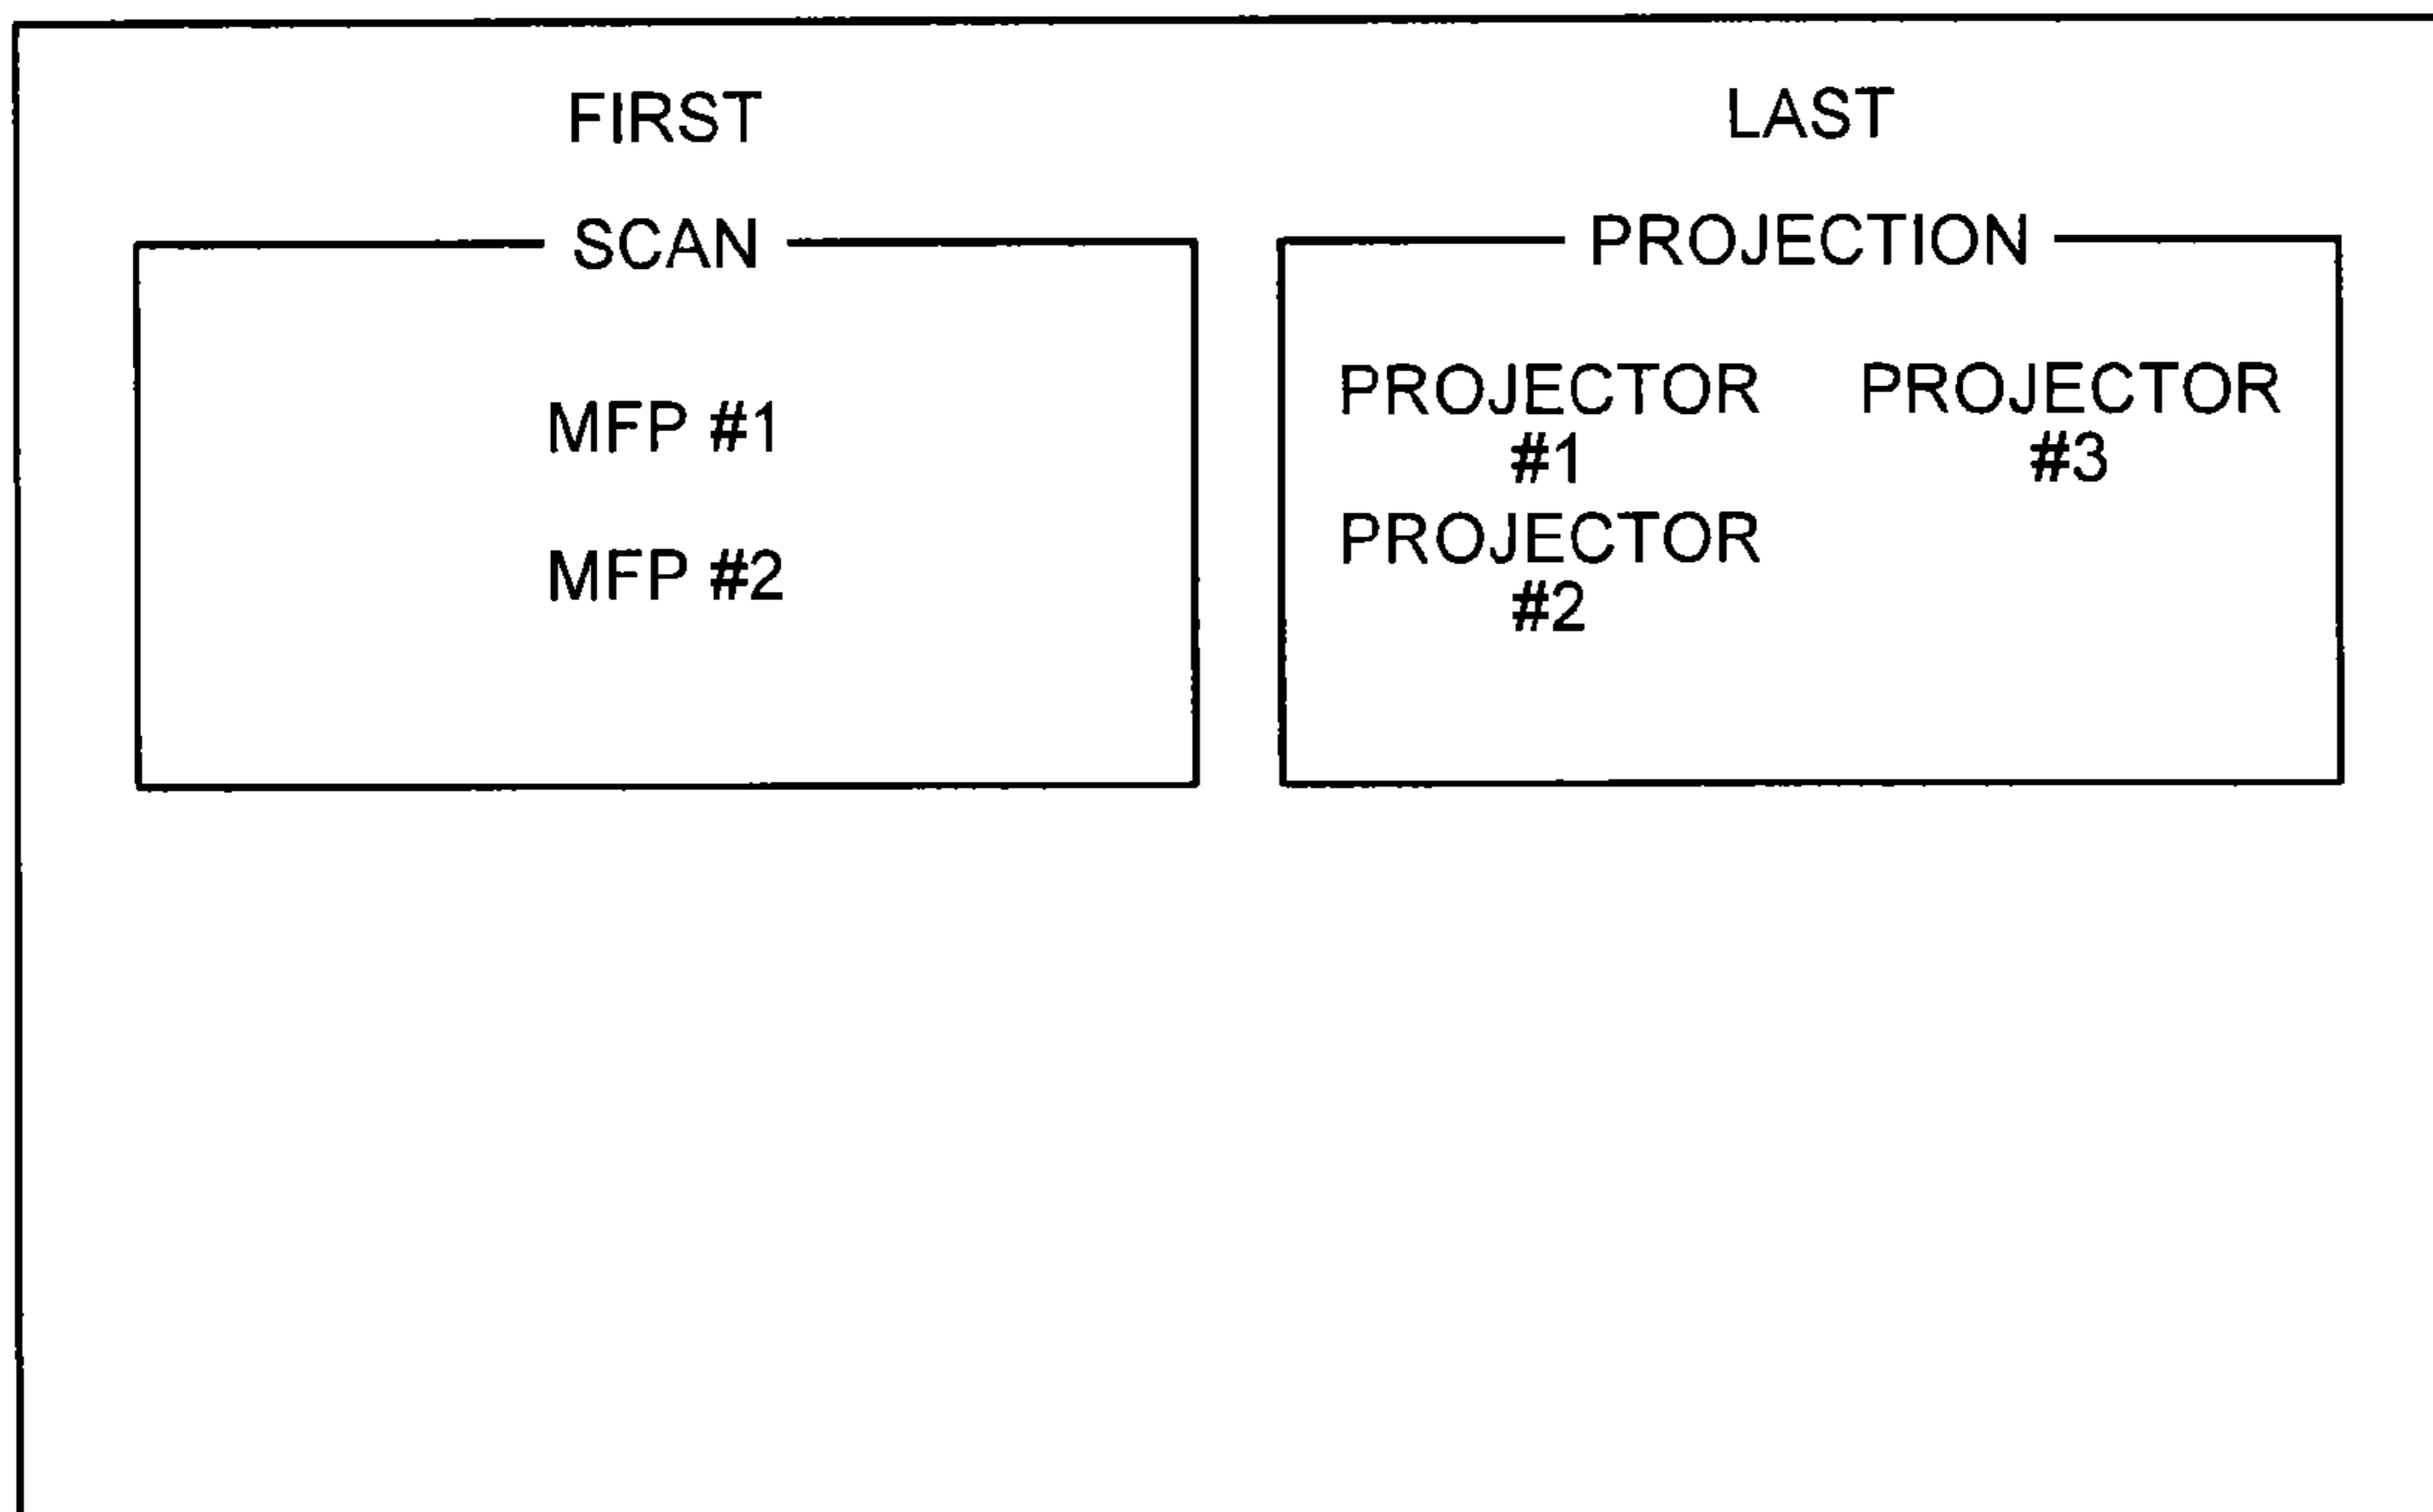 FIRST
SCAN
MFP #1
MFP #2
LAST
PROJECTION
PROJECTOR
#1
PROJECTOR
#2
PROJECTOR
#3